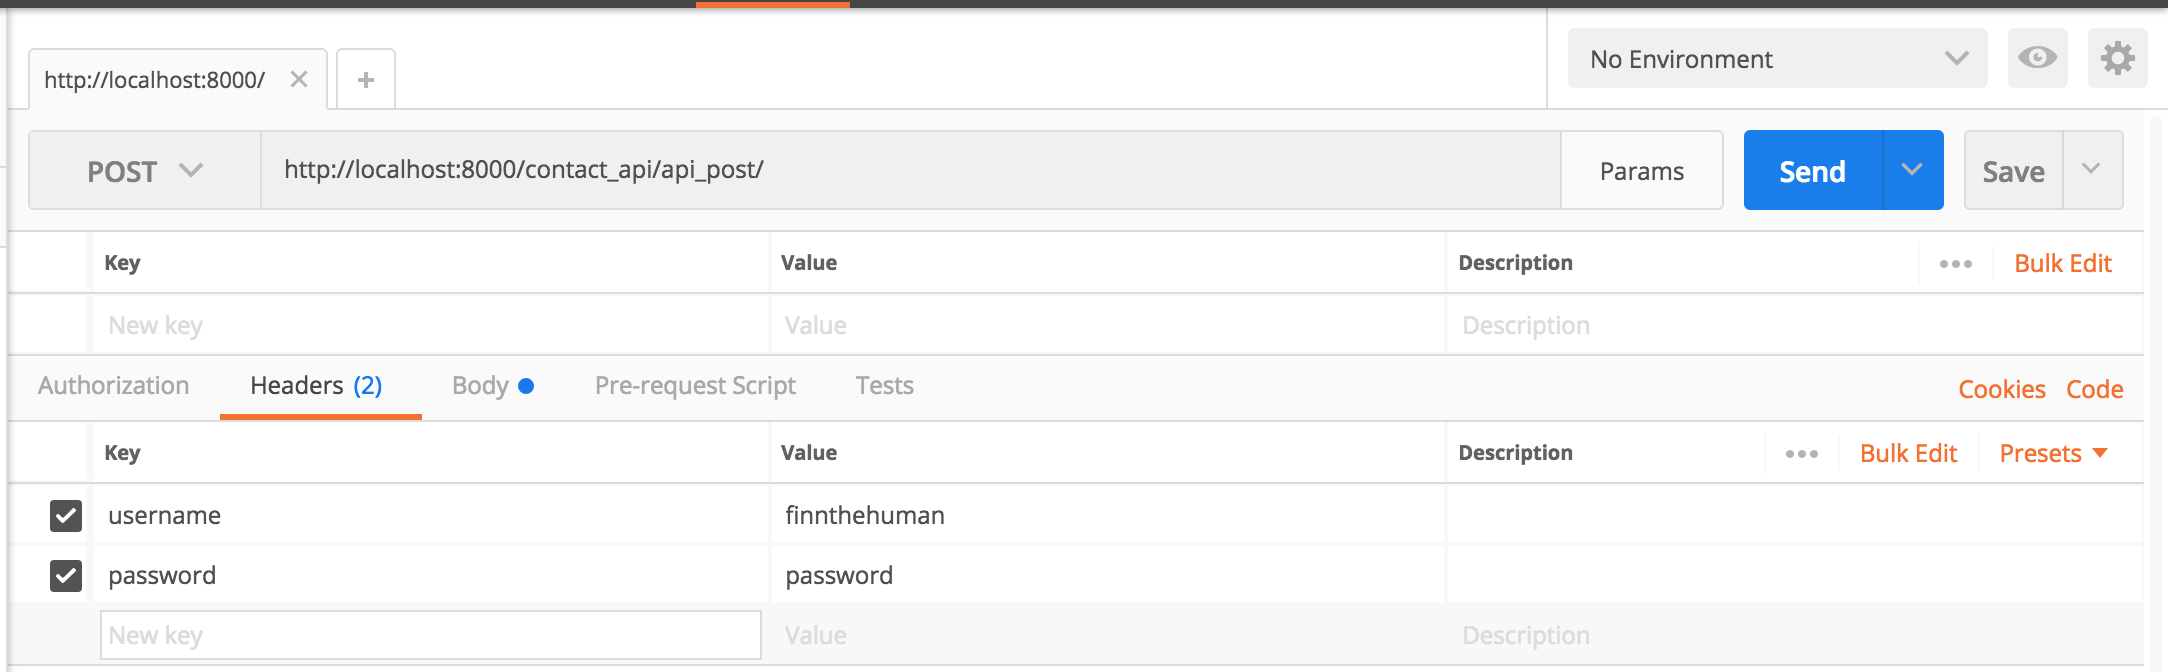 http://localhost:8000/
No Environment
POST http://localhost:8000/contact_api/api_post/ Params Send Save
Key Value Description Bulk Edit
New key Value Description
Authorization Headers (2) Body Pre-request Script Tests Cookies Code
Key Value Description Bulk Edit Presets
username finnthehuman
password password
New key Value Description